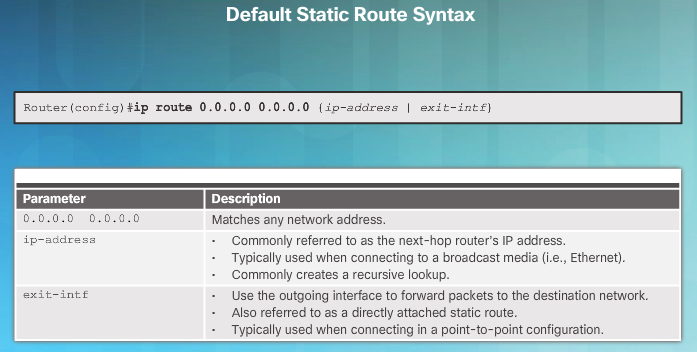 Default Static Route Syntax
Router(config)#ip route 0.0.0.0 0.0.0.0 {ip-address | exit-intf}
Parameter Description
0.0.0.0 0.0.0.0 Matches any network address.
ip-address • Commonly referred to as the next-hop router's IP address.
• Typically used when connecting to a broadcast media (i.e., Ethernet).
• Commonly creates a recursive lookup.
exit-intf • Use the outgoing interface to forward packets to the destination network.
• Also referred to as a directly attached static route.
• Typically used when connecting in a point-to-point configuration.